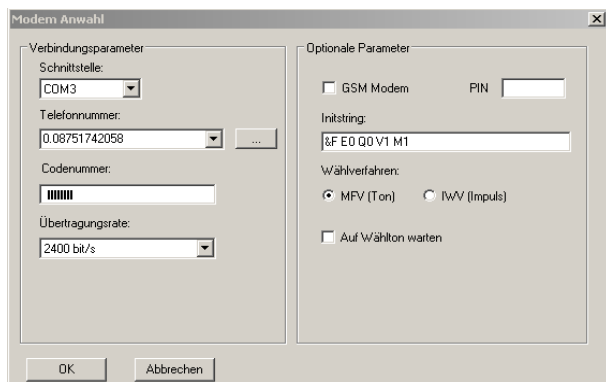 Modem Anwahl
Verbindungsparameter
Schnittstelle:
COM3
Telefonnummer:
0.08751742058
...
Codenummer:
Übertragungsrate:
2400 bit/s
Optionale Parameter
GSM Modem
PIN
Initstring:
&F E0 Q0 V1 M1
Wählverfahren:
MFV (Ton)
IWV (Impuls)
Auf Wählton warten
OK
Abbrechen